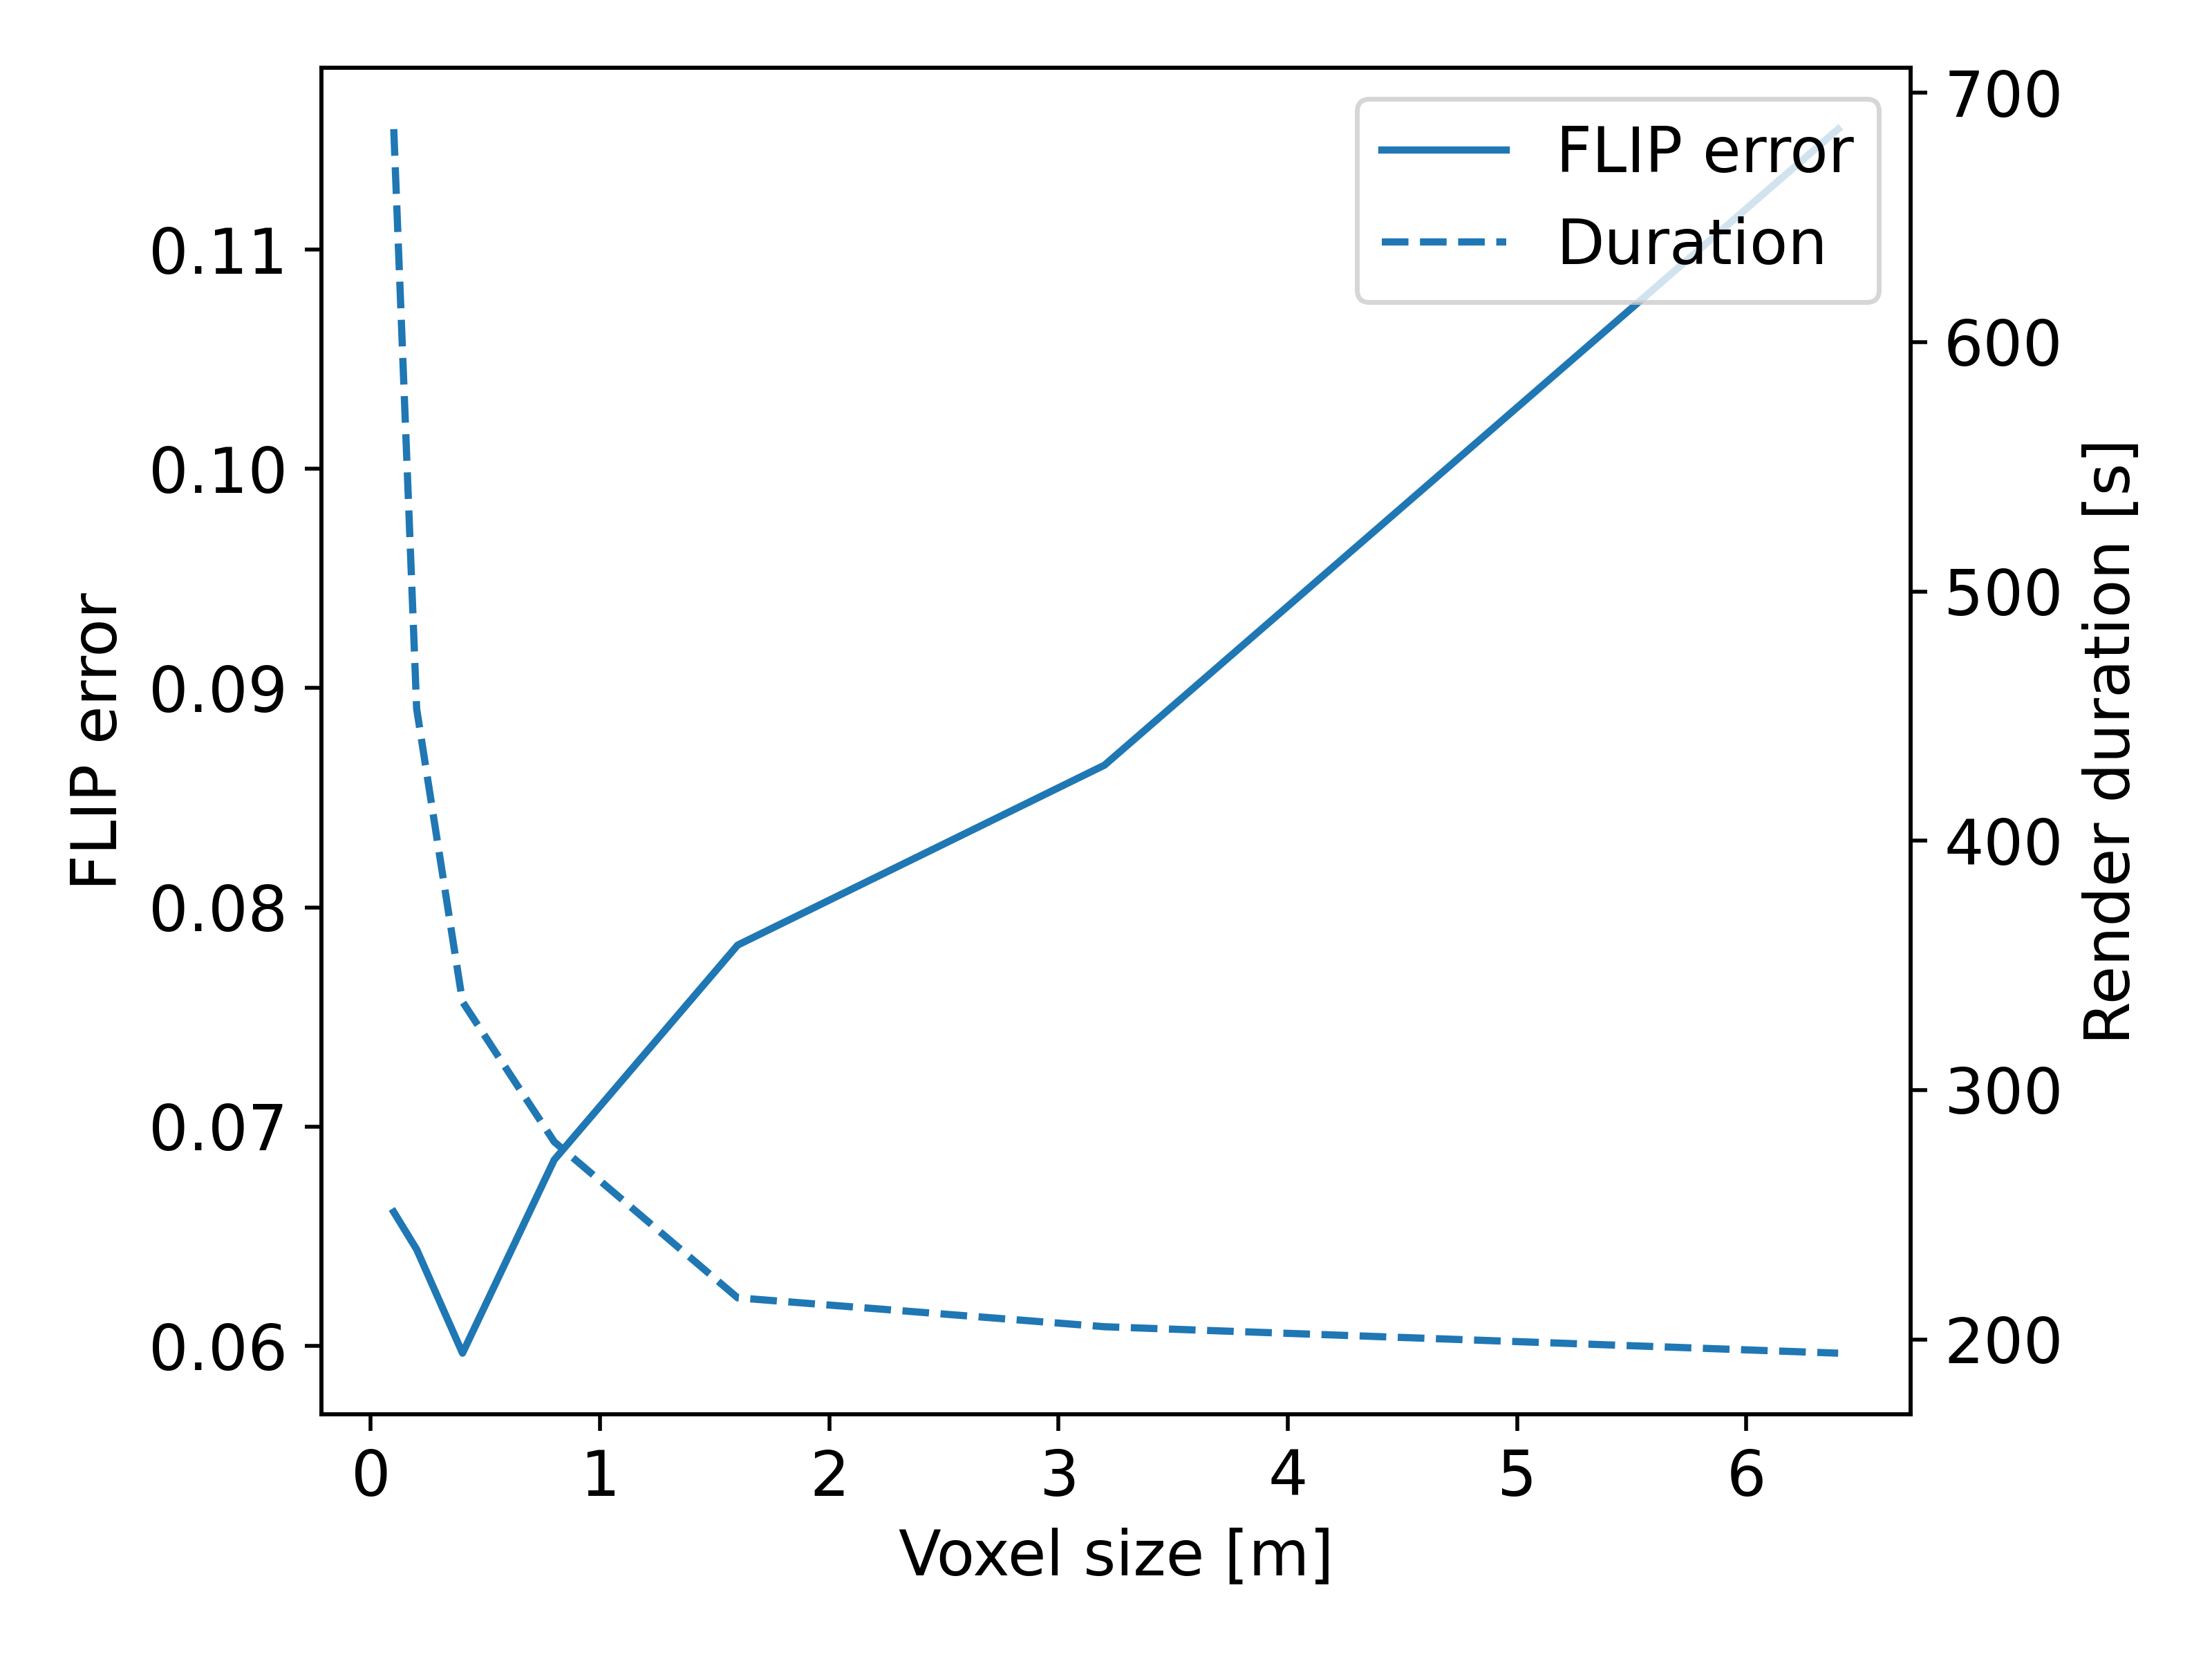 FLIP error
Duration
0.11
0.10
0.09
0.08
0.07
0.06
FLIP error
700
600
500
400
300
200
Render duration [s]
0 1 2 3 4 5 6
Voxel size [m]